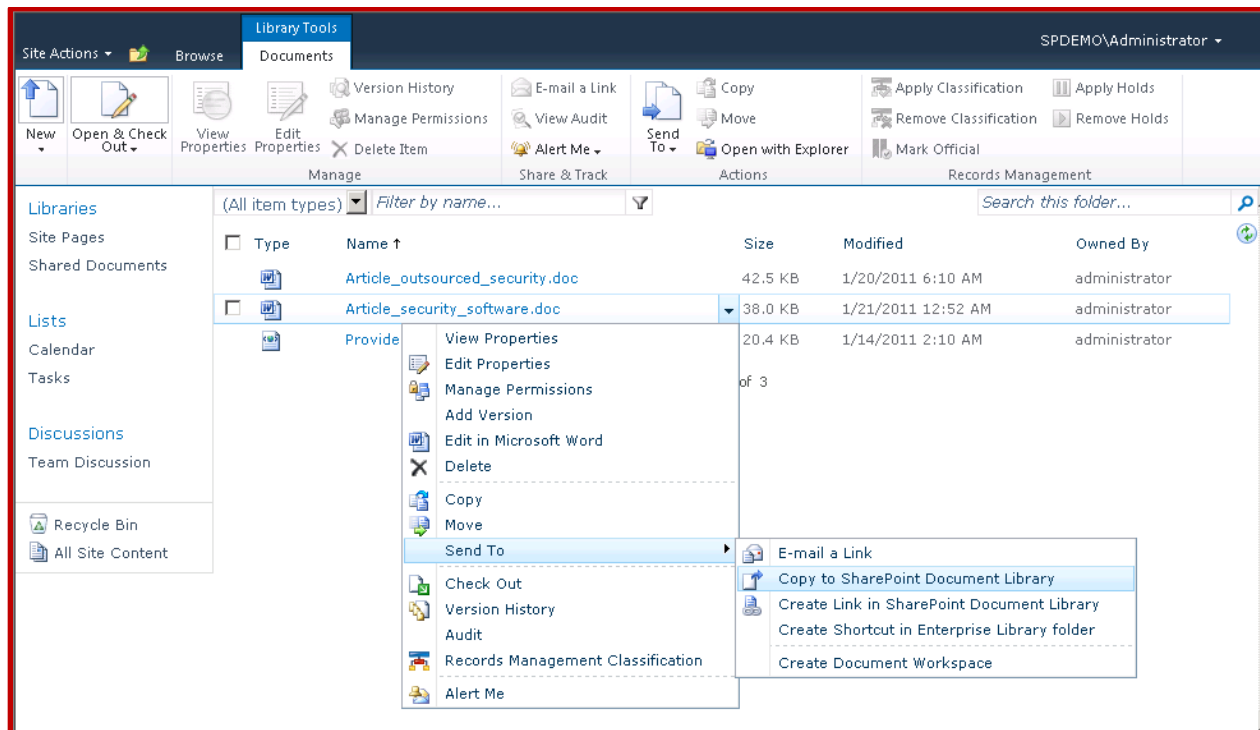 Library Tools
Site Actions Browse Documents SPDEMO\Administrator
Version History E-mail a Link Copy Apply Classification Apply Holds
Manage Permissions View Audit Move Remove Classification Remove Holds
New Open & Check Out View Properties Edit Properties Delete Item Alert Me Send To Open with Explorer Mark Official
Manage Share & Track Actions Records Management
Libraries
Site Pages
Shared Documents
Lists
Calendar
Tasks
Discussions
Team Discussion
Recycle Bin
All Site Content
(All item types) Filter by name... Search this folder...
Type Name Size Modified Owned By
Article_outsourced_security.doc 42.5 KB 1/20/2011 6:10 AM administrator
Article_security_software.doc 38.0 KB 1/21/2011 12:52 AM administrator
Provide 20.4 KB 1/14/2011 2:10 AM administrator
of 3
View Properties
Edit Properties
Manage Permissions
Add Version
Edit in Microsoft Word
Delete
Copy
Move
Send To
Check Out
Version History
Audit
Records Management Classification
Alert Me
E-mail a Link
Copy to SharePoint Document Library
Create Link in SharePoint Document Library
Create Shortcut in Enterprise Library folder
Create Document Workspace